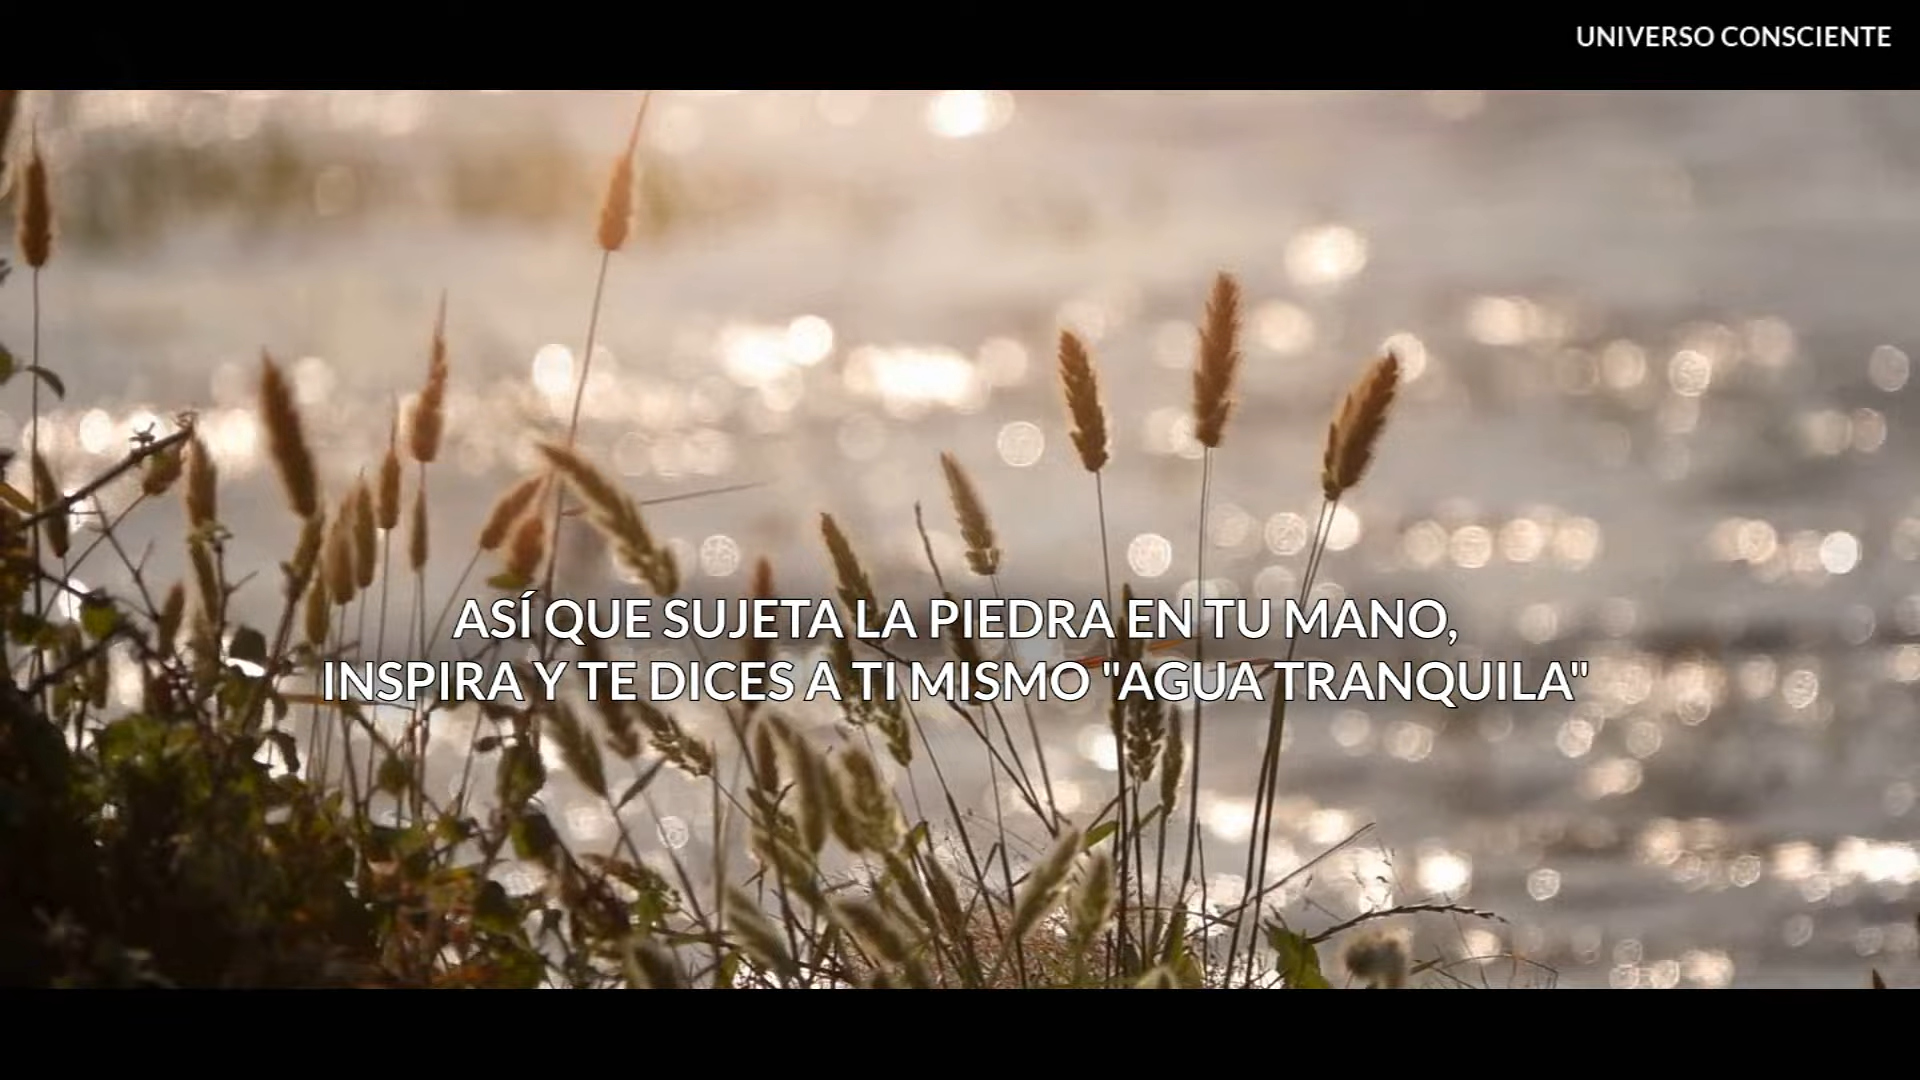 UNIVERSO CONSCIENTE
ASÍ QUE SUJETA LA PIEDRA EN TU MANO,
INSPIRA Y TE DICES A TI MISMO "AGUA TRANQUILA"